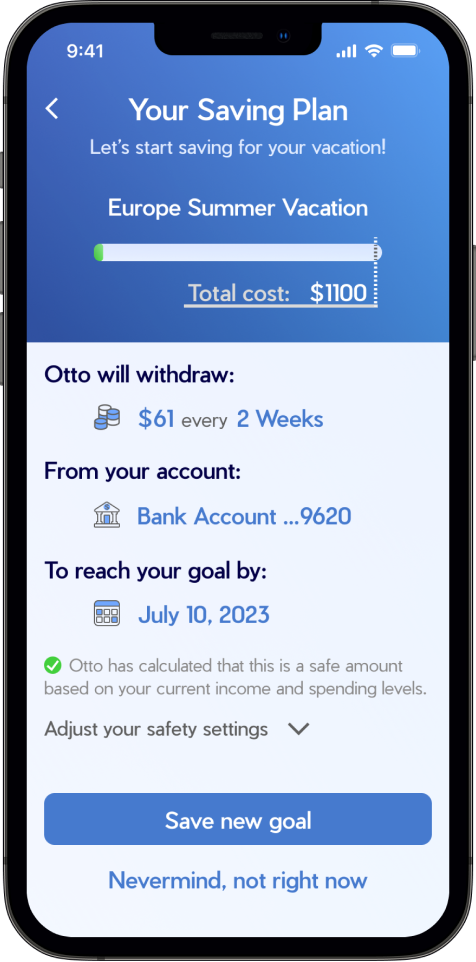 9:41
Your Saving Plan
Let's start saving for your vacation!
Europe Summer Vacation
Total cost: $1100
Otto will withdraw:
$61 every 2 Weeks
From your account:
Bank Account ...9620
To reach your goal by:
July 10, 2023
Otto has calculated that this is a safe amount
based on your current income and spending levels.
Adjust your safety settings
Save new goal
Nevermind, not right now